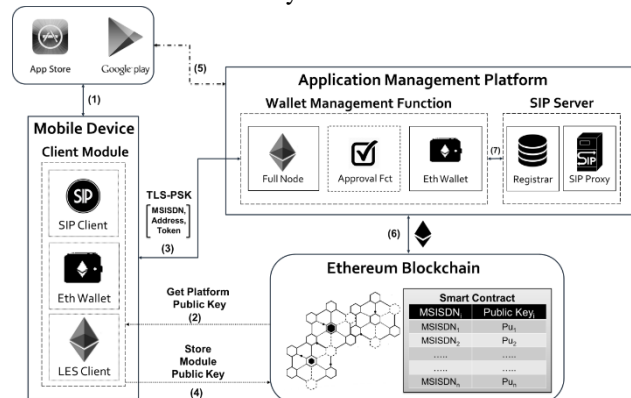 App Store
Google play
(1)
(5)
Application Management Platform
Wallet Management Function
SIP Server
Full Node
Approval Fct
Eth Wallet
(7)
Registrar
SIP
SIP Proxy
Mobile Device
Client Module
SIP
SIP Client
Eth Wallet
LES Client
TLS-PSK
MSISDN,
Address,
Token
(3)
(6)
Get Platform
Public Key
(2)
Store
Module
Public Key
(4)
Ethereum Blockchain
Smart Contract
MSISDNi Public Keyi
MSISDN1 Pu1
MSISDN2 Pu2
..... .....
..... .....
MSISDNn Pun